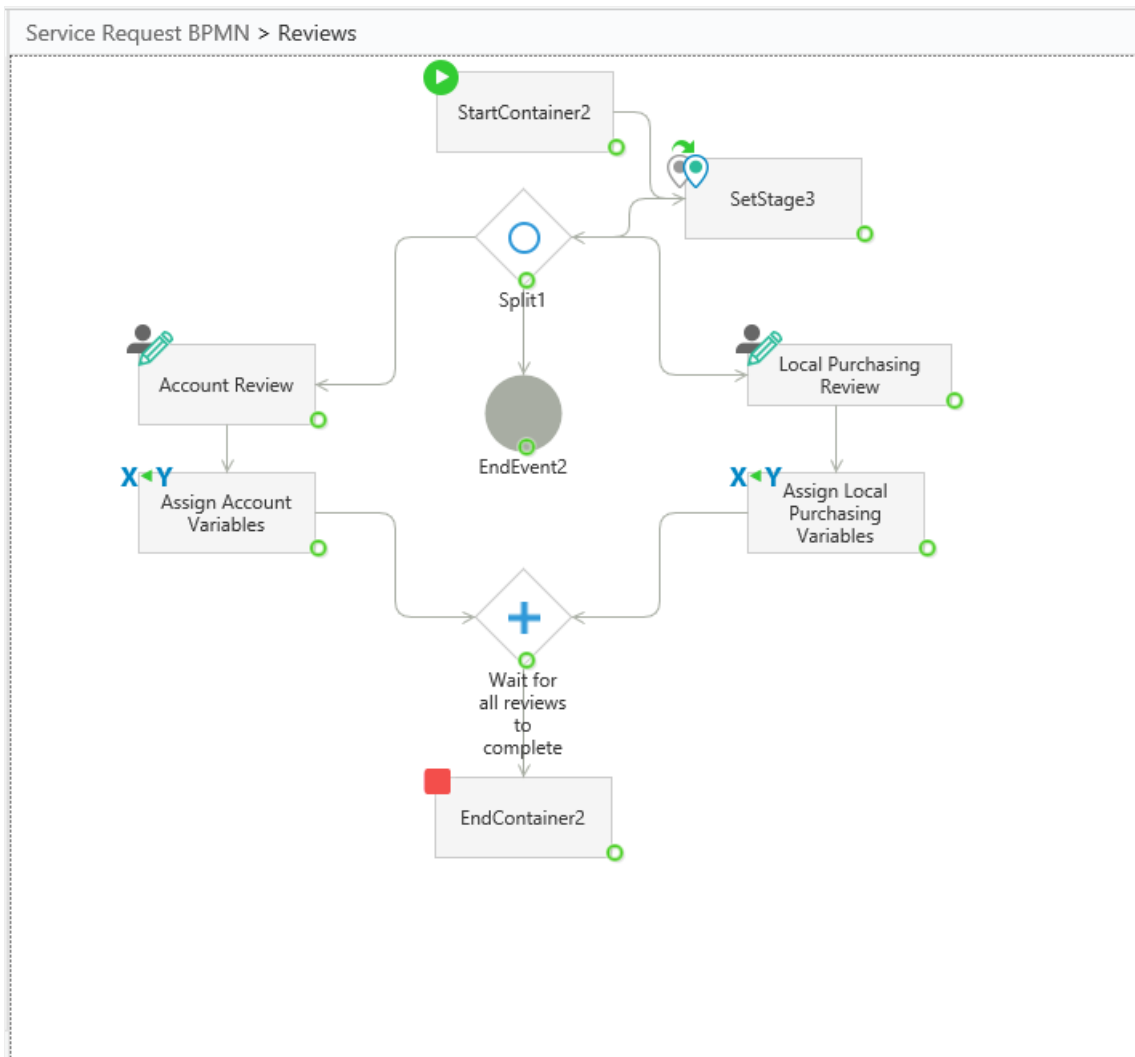 Service Request BPMN > Reviews
StartContainer2
SetStage3
Split1
Account Review
Local Purchasing
Review
EndEvent2
X Y
Assign Account
Variables
X Y
Assign Local
Purchasing
Variables
Wait for
all reviews
to
complete
EndContainer2